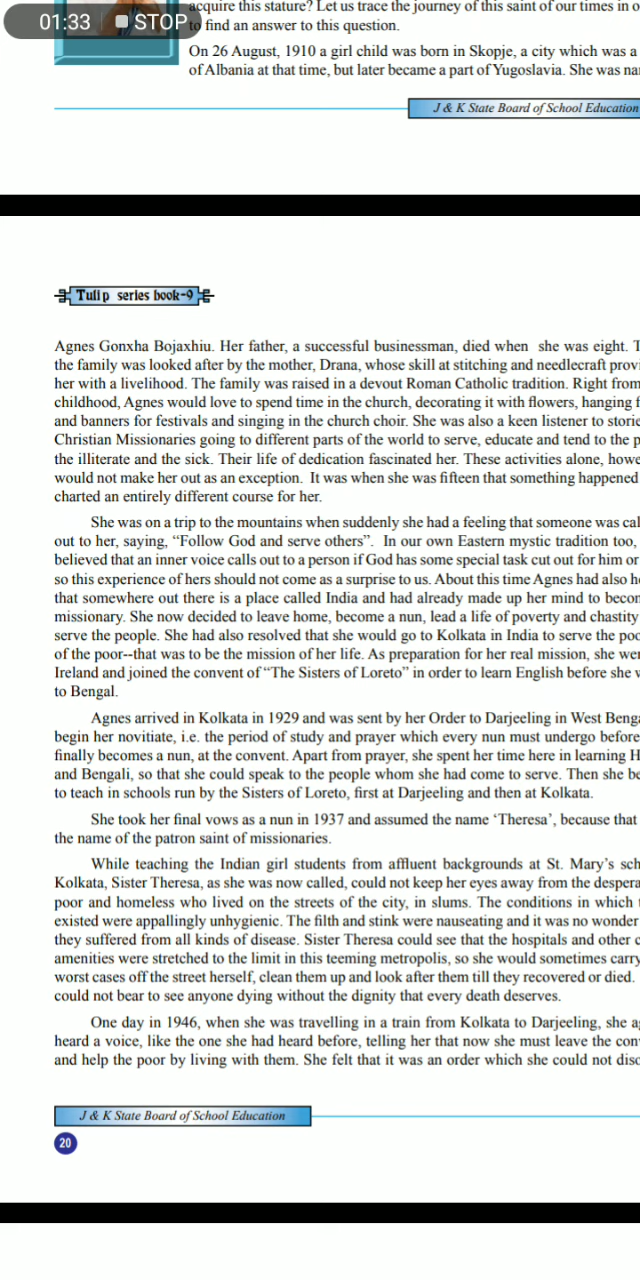 01:33 STOP
acquire this stature? Let us trace the journey of this saint of our times in o
to find an answer to this question.
On 26 August, 1910 a girl child was born in Skopje, a city which was a
of Albania at that time, but later became a part of Yugoslavia. She was na
J & K State Board of School Education
Tulip series book-9
Agnes Gonxha Bojaxhiu. Her father, a successful businessman, died when she was eight. T
the family was looked after by the mother, Drana, whose skill at stitching and needlecraft provi
her with a livelihood. The family was raised in a devout Roman Catholic tradition. Right from
childhood, Agnes would love to spend time in the church, decorating it with flowers, hanging f
and banners for festivals and singing in the church choir. She was also a keen listener to storie
Christian Missionaries going to different parts of the world to serve, educate and tend to the p
the illiterate and the sick. Their life of dedication fascinated her. These activities alone, howe
would not make her out as an exception. It was when she was fifteen that something happened
charted an entirely different course for her.
She was on a trip to the mountains when suddenly she had a feeling that someone was cal
out to her, saying, “Follow God and serve others”. In our own Eastern mystic tradition too,
believed that an inner voice calls out to a person if God has some special task cut out for him or
so this experience of hers should not come as a surprise to us. About this time Agnes had also he
that somewhere out there is a place called India and had already made up her mind to becom
missionary. She now decided to leave home, become a nun, lead a life of poverty and chastity
serve the people. She had also resolved that she would go to Kolkata in India to serve the poo
of the poor--that was to be the mission of her life. As preparation for her real mission, she wen
Ireland and joined the convent of “The Sisters of Loreto” in order to learn English before she w
to Bengal.
Agnes arrived in Kolkata in 1929 and was sent by her Order to Darjeeling in West Benga
begin her novitiate, i.e. the period of study and prayer which every nun must undergo before
finally becomes a nun, at the convent. Apart from prayer, she spent her time here in learning H
and Bengali, so that she could speak to the people whom she had come to serve. Then she be
to teach in schools run by the Sisters of Loreto, first at Darjeeling and then at Kolkata.
She took her final vows as a nun in 1937 and assumed the name ‘Theresa’, because that
the name of the patron saint of missionaries.
While teaching the Indian girl students from affluent backgrounds at St. Mary’s sch
Kolkata, Sister Theresa, as she was now called, could not keep her eyes away from the despera
poor and homeless who lived on the streets of the city, in slums. The conditions in which t
existed were appallingly unhygienic. The filth and stink were nauseating and it was no wonder
they suffered from all kinds of disease. Sister Theresa could see that the hospitals and other c
amenities were stretched to the limit in this teeming metropolis, so she would sometimes carry
worst cases off the street herself, clean them up and look after them till they recovered or died.
could not bear to see anyone dying without the dignity that every death deserves.
One day in 1946, when she was travelling in a train from Kolkata to Darjeeling, she ag
heard a voice, like the one she had heard before, telling her that now she must leave the con
and help the poor by living with them. She felt that it was an order which she could not diso
J & K State Board of School Education
20